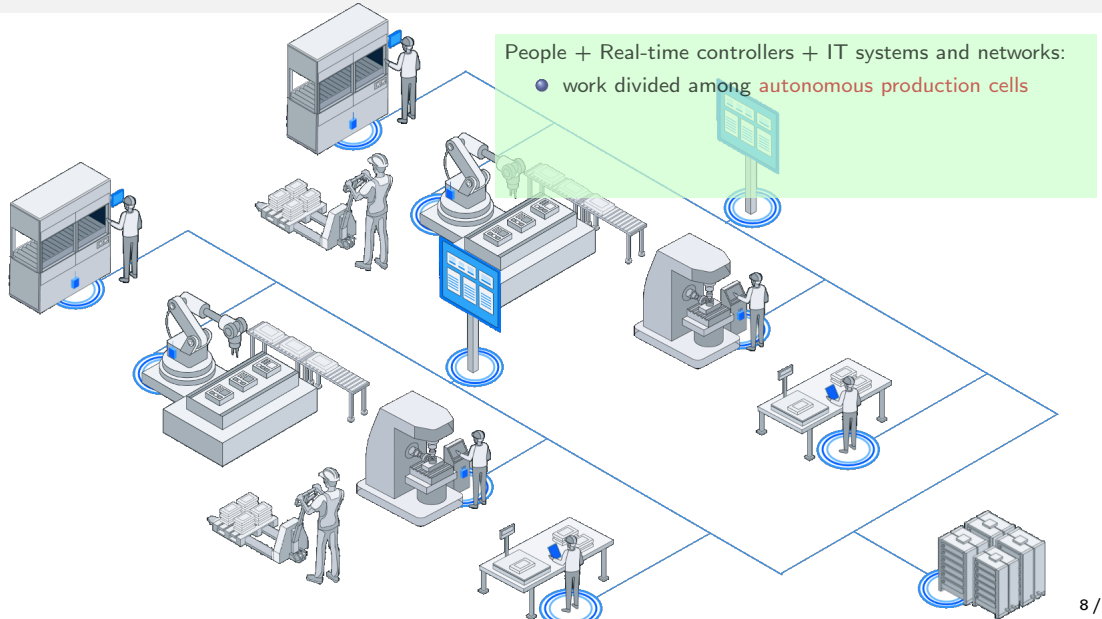 People + Real-time controllers + IT systems and networks:
work divided among autonomous production cells
8 /